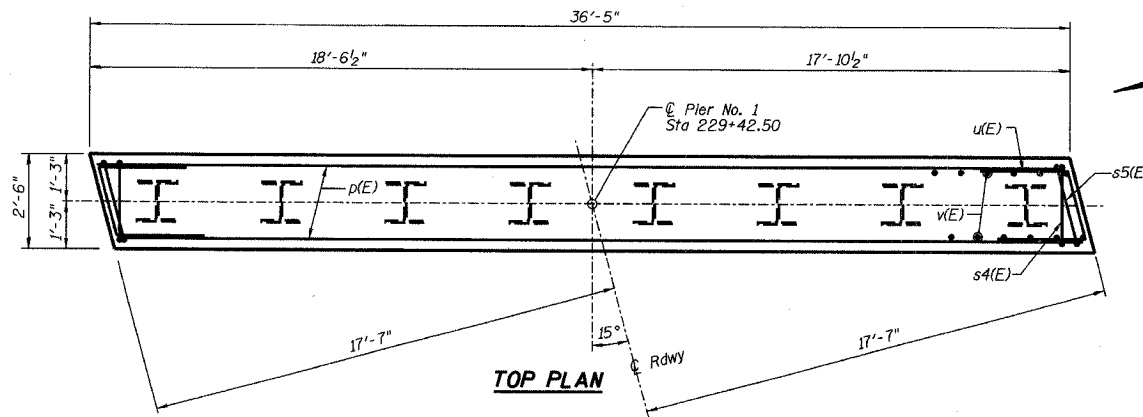 36'-5"
18'-6½"
17'-10½"
℄ Pier No. 1
Sta 229+42.50
u(E)
s5(E
2'-6"
1'-3"
1'-3"
p(E)
v(E)
s4(E)
17'-7"
15°
℄ Rdwy
17'-7"
TOP PLAN